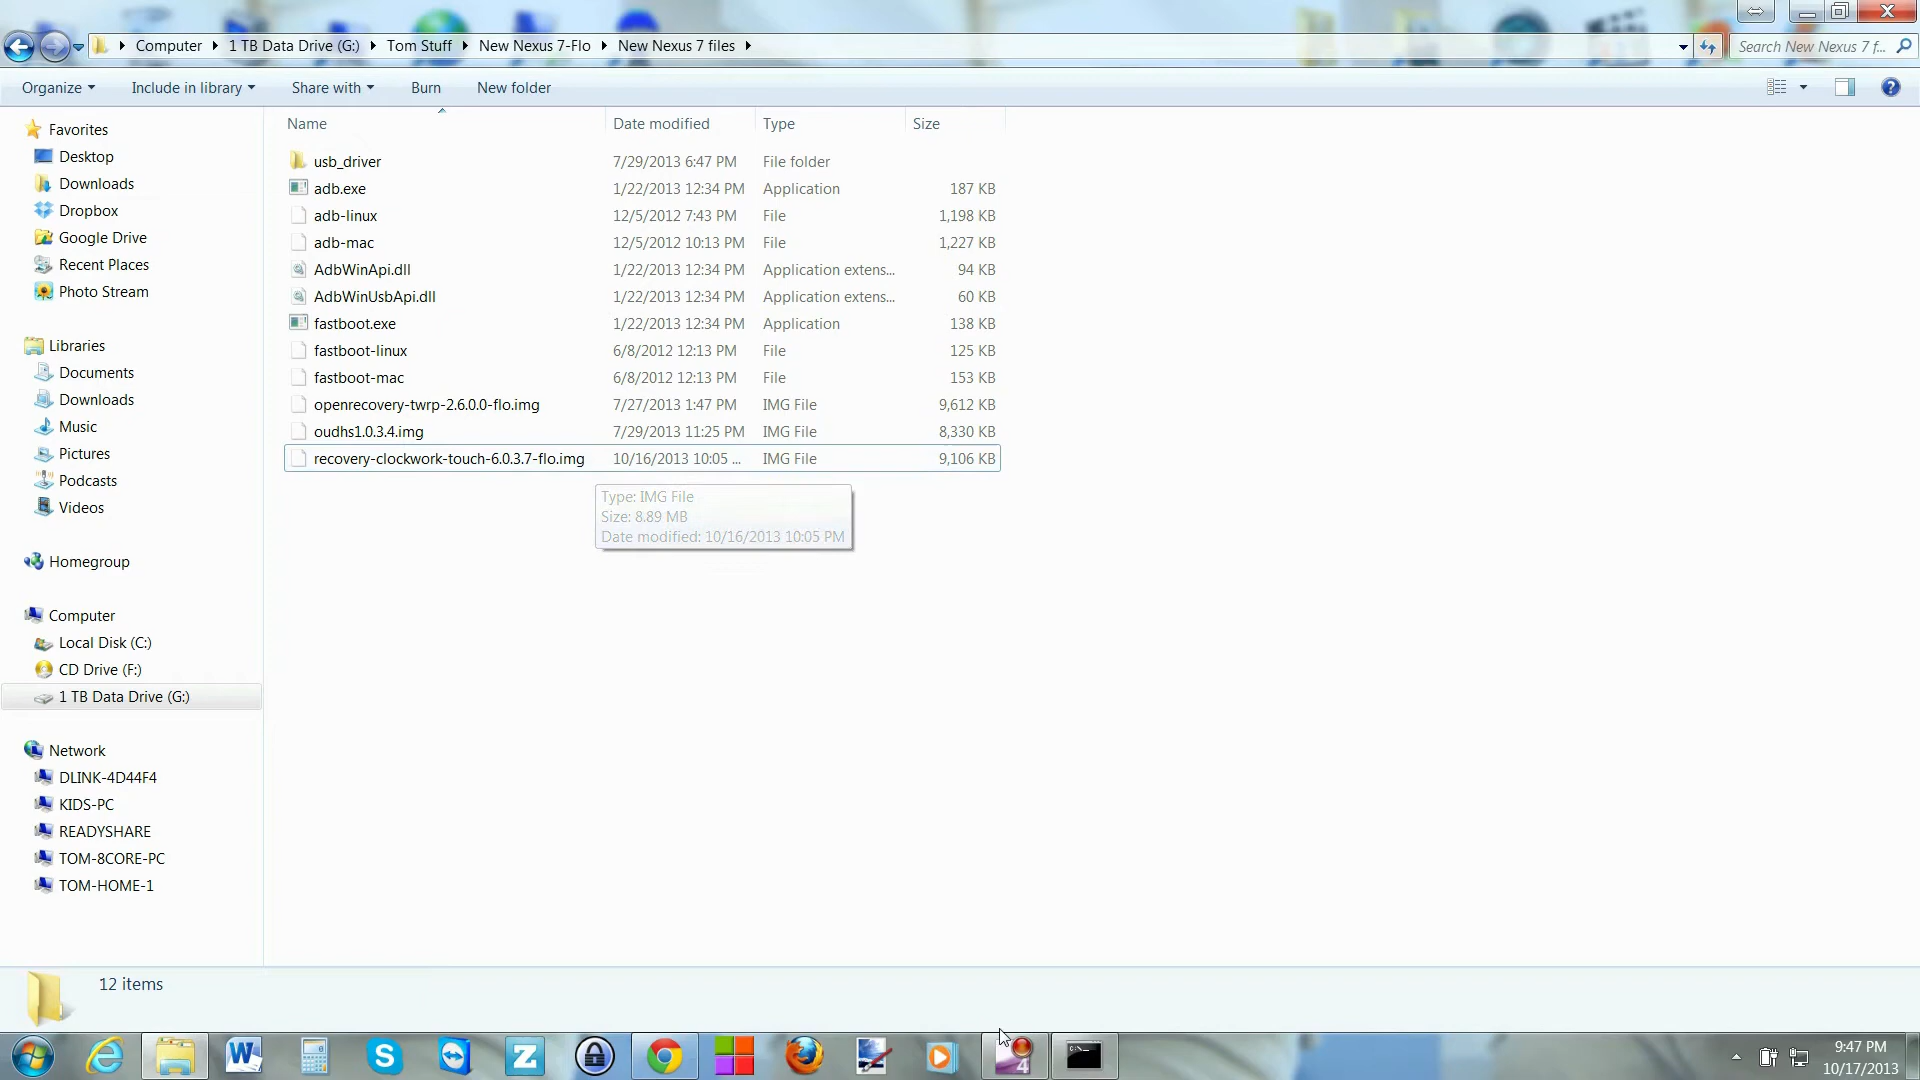 Computer 1 TB Data Drive (G:) Tom Stuff New Nexus 7-Flo New Nexus 7 files
Search New Nexus 7 f...
Organize Include in library Share with Burn New folder
Name Date modified Type Size
usb_driver 7/29/2013 6:47 PM File folder
adb.exe 1/22/2013 12:34 PM Application 187 KB
adb-linux 12/5/2012 7:43 PM File 1,198 KB
adb-mac 12/5/2012 10:13 PM File 1,227 KB
AdbWinApi.dll 1/22/2013 12:34 PM Application extens... 94 KB
AdbWinUsbApi.dll 1/22/2013 12:34 PM Application extens... 60 KB
fastboot.exe 1/22/2013 12:34 PM Application 138 KB
fastboot-linux 6/8/2012 12:13 PM File 125 KB
fastboot-mac 6/8/2012 12:13 PM File 153 KB
openrecovery-twrp-2.6.0.0-flo.img 7/27/2013 1:47 PM IMG File 9,612 KB
oudhs1.0.3.4.img 7/29/2013 11:25 PM IMG File 8,330 KB
recovery-clockwork-touch-6.0.3.7-flo.img 10/16/2013 10:05 ... IMG File 9,106 KB
Type: IMG File
Size: 8.89 MB
Date modified: 10/16/2013 10:05 PM
Favorites
Desktop
Downloads
Dropbox
Google Drive
Recent Places
Photo Stream
Libraries
Documents
Downloads
Music
Pictures
Podcasts
Videos
Homegroup
Computer
Local Disk (C:)
CD Drive (F:)
1 TB Data Drive (G:)
Network
DLINK-4D44F4
KIDS-PC
READYSHARE
TOM-8CORE-PC
TOM-HOME-1
12 items
9:47 PM
10/17/2013